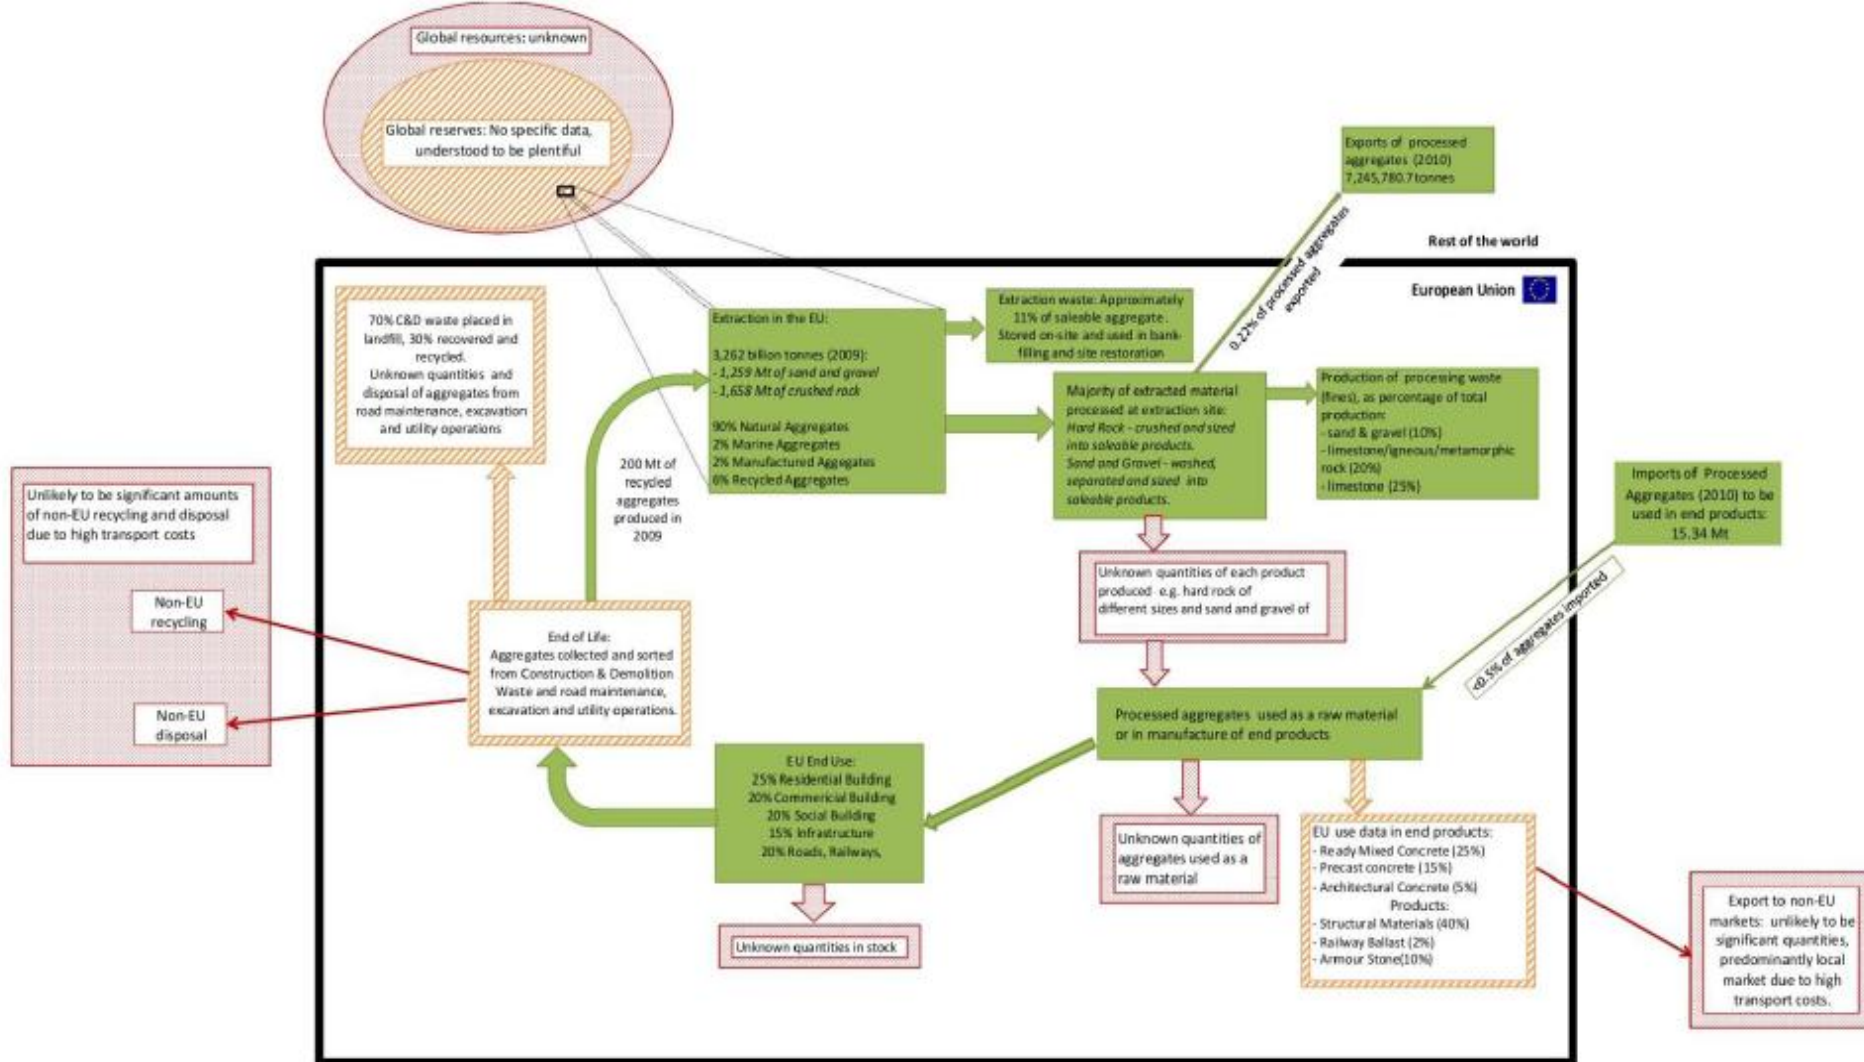 Global resources: unknown
Global reserves: No specific data,
understood to be plentiful
Exports of processed
aggregates (2010)
7,245,780.7 tonnes
0.22% of processed aggregates
exported
Rest of the world
European Union
70% C&D waste placed in
landfill, 30% recovered and
recycled.
Unknown quantities and
disposal of aggregates from
road maintenance, excavation
and utility operations
Extraction in the EU:
3,262 billion tonnes (2009):
- 1,259 Mt of sand and gravel
- 1,658 Mt of crushed rock
90% Natural Aggregates
2% Marine Aggregates
2% Manufactured Aggegates
6% Recycled Aggregates
Extraction waste: Approximately
11% of saleable aggregate.
Stored on-site and used in bank-
filling and site restoration
Majority of extracted material
processed at extraction site:
Hard Rock - crushed and sized
into saleable products.
Sand and Gravel - washed,
separated and sized into
saleable products.
Production of processing waste
(fines), as percentage of total
production:
- sand & gravel (10%)
- limestone/igneous/metamorphic
rock (20%)
- limestone (25%)
200 Mt of
recycled
aggregates
produced in
2009
Imports of Processed
Aggregates (2010) to be
used in end products:
15.34 Mt
<0.5% of aggregates imported
Unlikely to be significant amounts
of non-EU recycling and disposal
due to high transport costs
Non-EU
recycling
Non-EU
disposal
End of Life:
Aggregates collected and sorted
from Construction & Demolition
Waste and road maintenance,
excavation and utility operations.
Unknown quantities of each product
produced e.g. hard rock of
different sizes and sand and gravel of
Processed aggregates used as a raw material
or in manufacture of end products
EU End Use:
25% Residential Building
20% Commericial Building
20% Social Building
15% Infrastructure
20% Roads, Railways,
Unknown quantities in stock
Unknown quantities of
aggregates used as a
raw material
EU use data in end products:
- Ready Mixed Concrete (25%)
- Precast concrete (15%)
- Architectural Concrete (5%)
Products:
- Structural Materials (40%)
- Railway Ballast (2%)
- Armour Stone(10%)
Export to non-EU
markets: unlikely to be
significant quantities,
predominantly local
market due to high
transport costs.